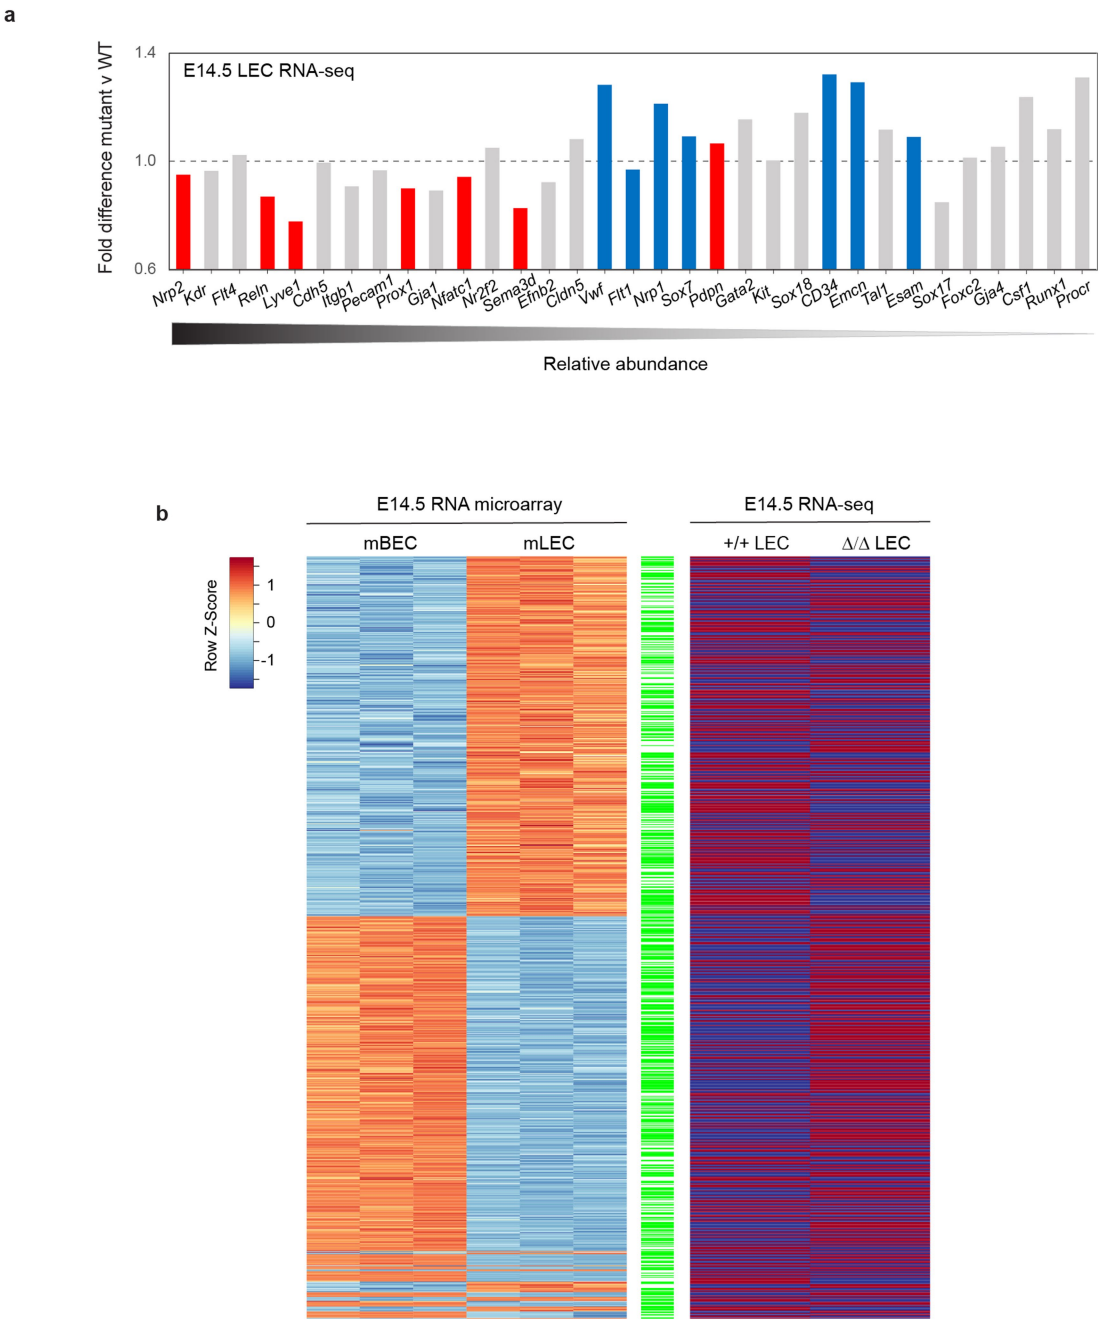 a
Fold difference mutant v WT
1.4
1.0
0.6
E14.5 LEC RNA-seq
Nrp2 Kdr Flt4 Reln Lyve1 Cdh5 Itgb1 Pecam1 Prox1 Gja1 Nfatc1 Nr2f2 Sema3d Efnb2 Cldn5 Vwf Flt1 Nrp1 Sox7 Pdpn Gata2 Kit Sox18 CD34 Emcn Tal1 Esam Sox17 Foxc2 Gja4 Csf1 Runx1 Procr
Relative abundance
b
E14.5 RNA microarray
E14.5 RNA-seq
mBEC mLEC
+/+ LEC Δ/Δ LEC
Row Z-Score
1
0
-1